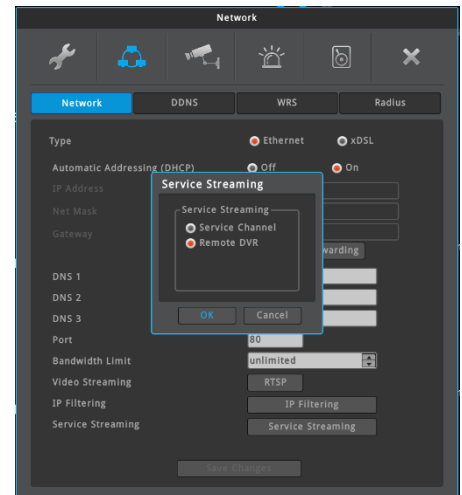 Network
Network DDNS WRS Radius
Type Ethernet xDSL
Automatic Addressing (DHCP) Off On
IP Address
Service Streaming
Net Mask
Service Streaming
Service Channel
Gateway
Remote DVR
warding
DNS 1
DNS 2
DNS 3
OK Cancel
Port 80
Bandwidth Limit unlimited
Video Streaming RTSP
IP Filtering IP Filtering
Service Streaming Service Streaming
Save Changes